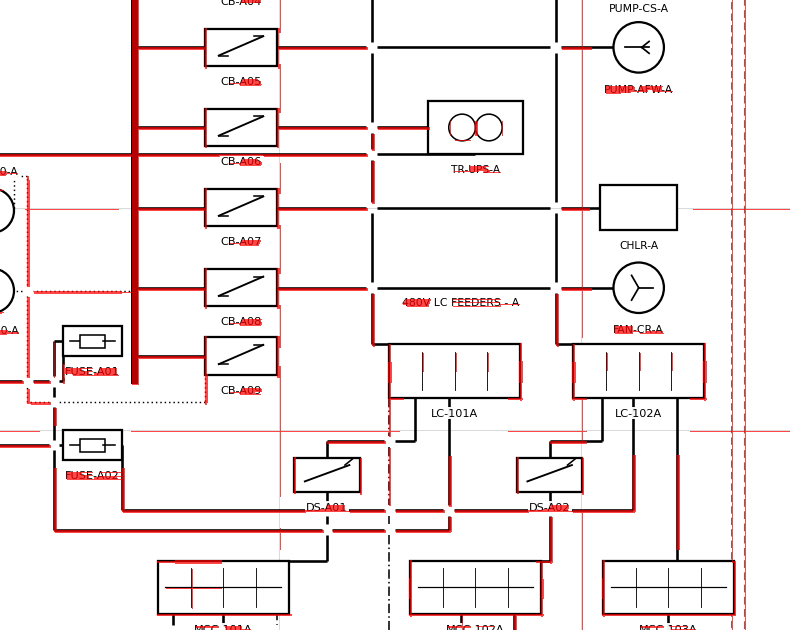 CB-A04
PUMP-CS-A
CB-A05
PUMP-AFW-A
CB-A06
TR-UPS-A
0-A
CB-A07
CHLR-A
480V LC FEEDERS - A
CB-A08
FAN-CR-A
0-A
FUSE-A01
CB-A09
LC-101A
LC-102A
FUSE-A02
DS-A01
DS-A02
MCC-101A
MCC-102A
MCC-103A